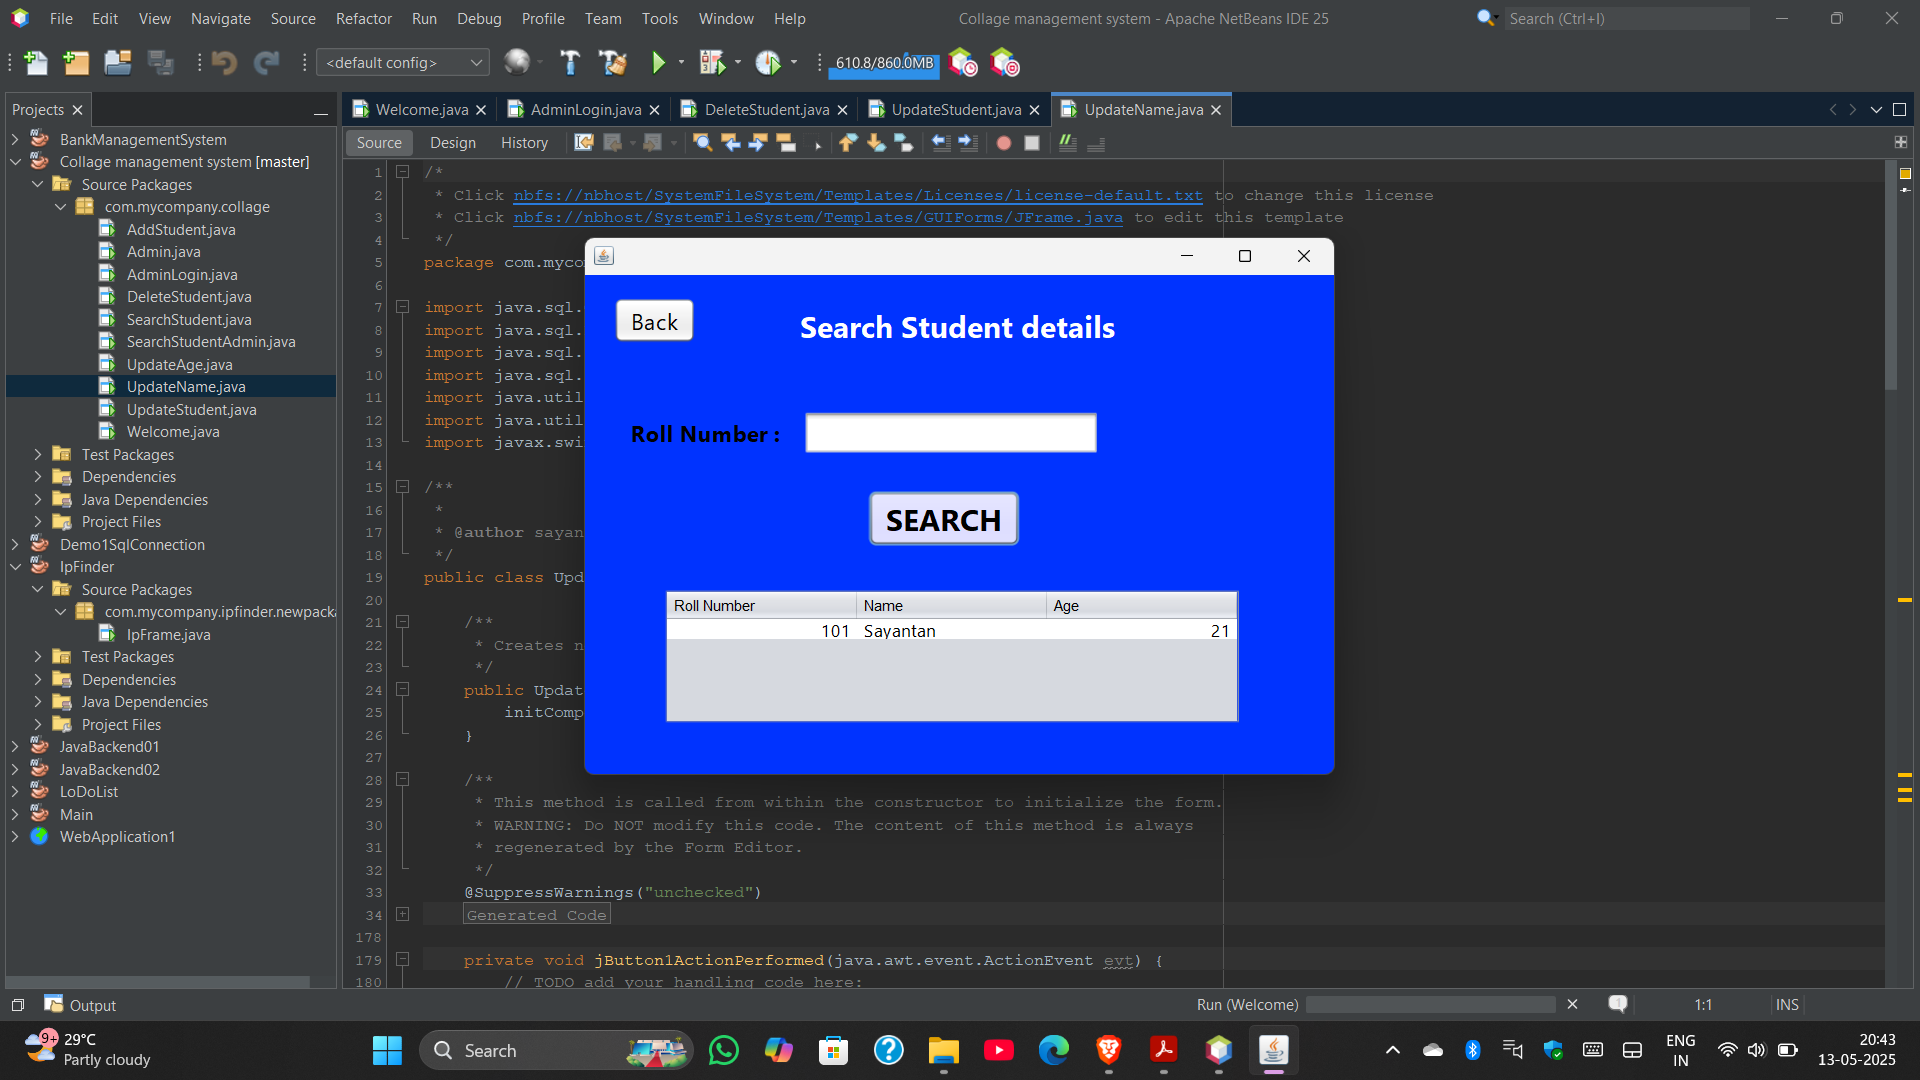 File Edit View Navigate Source Refactor Run Debug Profile Team Tools Window Help
Collage management system - Apache NetBeans IDE 25
Search (Ctrl+I)
<default config>
610.8/860.0MB
Projects
Welcome.java
AdminLogin.java
DeleteStudent.java
UpdateStudent.java
UpdateName.java
Source Design History
BankManagementSystem
Collage management system [master]
Source Packages
com.mycompany.collage
AddStudent.java
Admin.java
AdminLogin.java
DeleteStudent.java
SearchStudent.java
SearchStudentAdmin.java
UpdateAge.java
UpdateName.java
UpdateStudent.java
Welcome.java
Test Packages
Dependencies
Java Dependencies
Project Files
Demo1SqlConnection
IpFinder
Source Packages
com.mycompany.ipfinder.newpacka
IpFrame.java
Test Packages
Dependencies
Java Dependencies
Project Files
JavaBackend01
JavaBackend02
LoDoList
Main
WebApplication1
1 /*
2 * Click nbfs://nbhost/SystemFileSystem/Templates/Licenses/license-default.txt to change this license
3 * Click nbfs://nbhost/SystemFileSystem/Templates/GUIForms/JFrame.java to edit this template
4 */
5 package com.myco
6
7 import java.sql.
8 import java.sql.
9 import java.sql.
10 import java.sql.
11 import java.util
12 import java.util
13 import javax.swi
14
15 /**
16 *
17 * @author sayan
18 */
19 public class Upd
20
21 /**
22 * Creates n
23 */
24 public Updat
25 initComp
26 }
27
28 /**
29 * This method is called from within the constructor to initialize the form.
30 * WARNING: Do NOT modify this code. The content of this method is always
31 * regenerated by the Form Editor.
32 */
33 @SuppressWarnings("unchecked")
34 Generated Code
178
179 private void jButton1ActionPerformed(java.awt.event.ActionEvent evt) {
180 // TODO add your handling code here:
Back
Search Student details
Roll Number :
SEARCH
Roll Number Name Age
101 Sayantan 21
Output
Run (Welcome)
1
1:1
INS
9+
29°C
Partly cloudy
Search
ENG
IN
20:43
13-05-2025